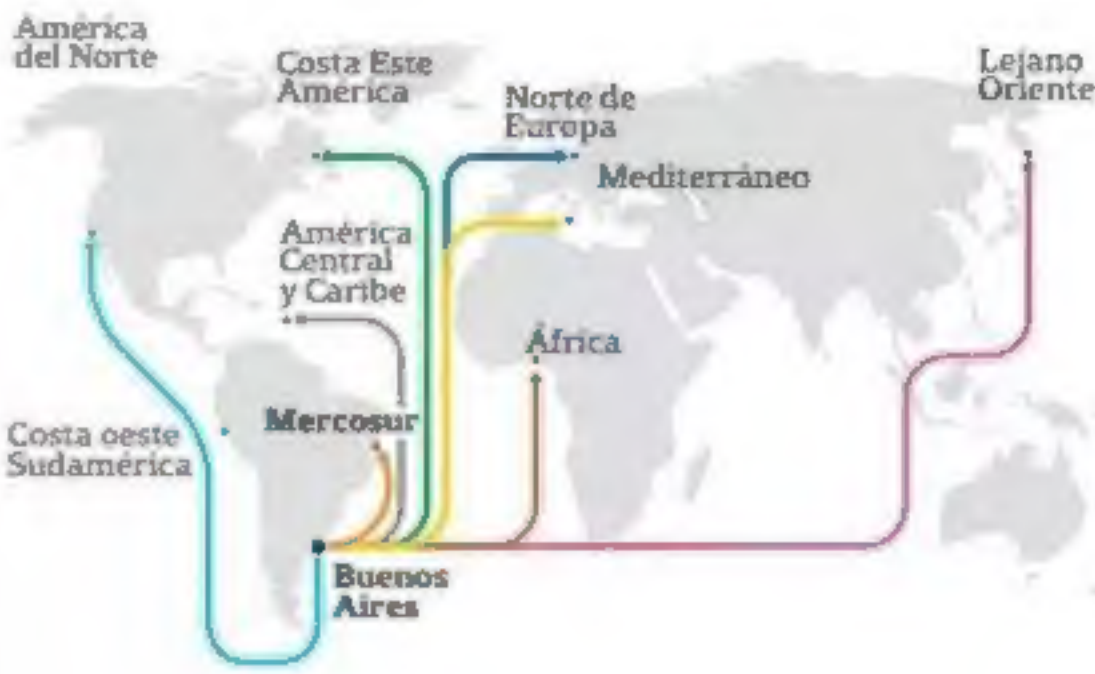 América
del Norte
Costa Este
América
Norte de
Europa
Lejano
Oriente
Mediterráneo
América
Central
y Caribe
África
Mercosur
Costa oeste
Sudamérica
Buenos
Aires